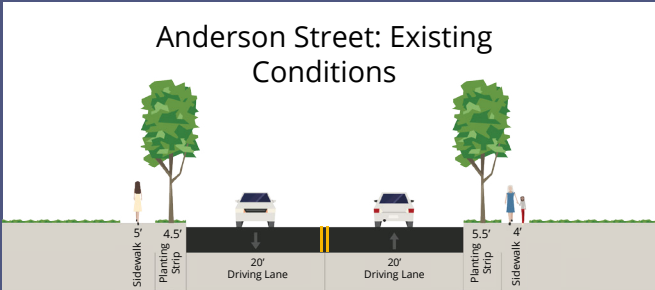 Anderson Street: Existing
Conditions
5'
Sidewalk
4.5'
Planting
Strip
20'
Driving Lane
20'
Driving Lane
5.5'
Planting
Strip
4'
Sidewalk